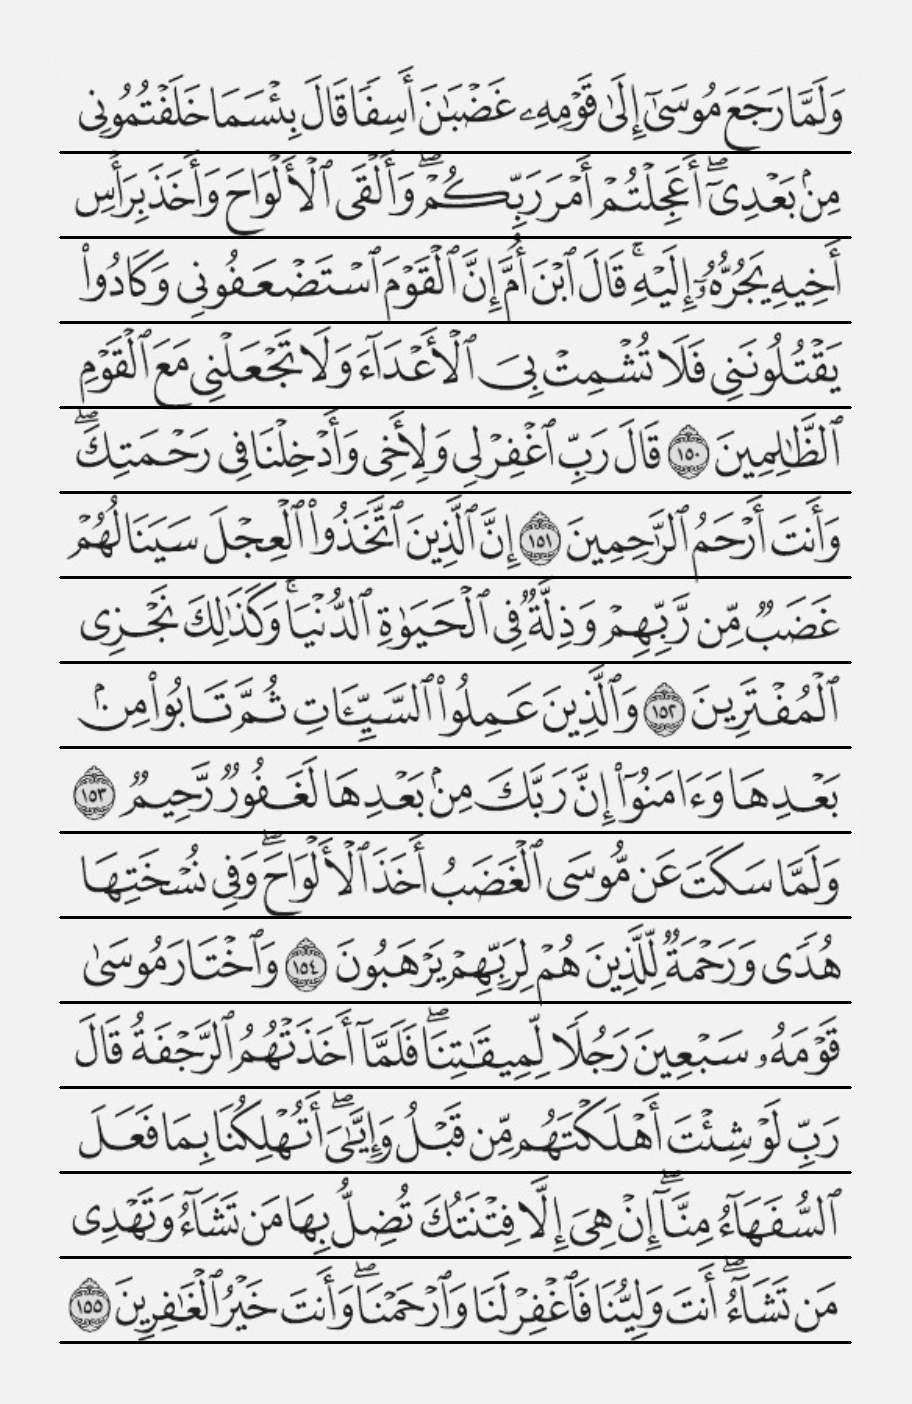 وَلَمَّا رَجَعَ مُوسَىٰٓ إِلَىٰ قَوْمِهِۦ غَضْبَـٰنَ أَسِفًا قَالَ بِئْسَمَا خَلَفْتُمُونِى
مِنۢ بَعْدِىٓ ۖ أَعَجِلْتُمْ أَمْرَ رَبِّكُمْ ۖ وَأَلْقَى ٱلْأَلْوَاحَ وَأَخَذَ بِرَأْسِ
أَخِيهِ يَجُرُّهُۥٓ إِلَيْهِ ۚ قَالَ ٱبْنَ أُمَّ إِنَّ ٱلْقَوْمَ ٱسْتَضْعَفُونِى وَكَادُوا۟
يَقْتُلُونَنِى فَلَا تُشْمِتْ بِىَ ٱلْأَعْدَآءَ وَلَا تَجْعَلْنِى مَعَ ٱلْقَوْمِ
ٱلظَّـٰلِمِينَ ١٥٠ قَالَ رَبِّ ٱغْفِرْ لِى وَلِأَخِى وَأَدْخِلْنَا فِى رَحْمَتِكَ ۖ
وَأَنتَ أَرْحَمُ ٱلرَّٰحِمِينَ ١٥١ إِنَّ ٱلَّذِينَ ٱتَّخَذُوا۟ ٱلْعِجْلَ سَيَنَالُهُمْ
غَضَبٌ مِّن رَّبِّهِمْ وَذِلَّةٌ فِى ٱلْحَيَوٰةِ ٱلدُّنْيَا ۚ وَكَذَٰلِكَ نَجْزِى
ٱلْمُفْتَرِينَ ١٥٢ وَٱلَّذِينَ عَمِلُوا۟ ٱلسَّيِّـَٔاتِ ثُمَّ تَابُوا۟ مِنۢ
بَعْدِهَا وَءَامَنُوٓا۟ إِنَّ رَبَّكَ مِنۢ بَعْدِهَا لَغَفُورٌ رَّحِيمٌ ١٥٣
وَلَمَّا سَكَتَ عَن مُّوسَى ٱلْغَضَبُ أَخَذَ ٱلْأَلْوَاحَ ۖ وَفِى نُسْخَتِهَا
هُدًى وَرَحْمَةٌ لِّلَّذِينَ هُمْ لِرَبِّهِمْ يَرْهَبُونَ ١٥٤ وَٱخْتَارَ مُوسَىٰ
قَوْمَهُۥ سَبْعِينَ رَجُلًا لِّمِيقَـٰتِنَا ۖ فَلَمَّآ أَخَذَتْهُمُ ٱلرَّجْفَةُ قَالَ
رَبِّ لَوْ شِئْتَ أَهْلَكْتَهُم مِّن قَبْلُ وَإِيَّـٰىَ ۖ أَتُهْلِكُنَا بِمَا فَعَلَ
ٱلسُّفَهَآءُ مِنَّآ ۖ إِنْ هِىَ إِلَّا فِتْنَتُكَ تُضِلُّ بِهَا مَن تَشَآءُ وَتَهْدِى
مَن تَشَآءُ ۖ أَنتَ وَلِيُّنَا فَٱغْفِرْ لَنَا وَٱرْحَمْنَا ۖ وَأَنتَ خَيْرُ ٱلْغَـٰفِرِينَ ١٥٥